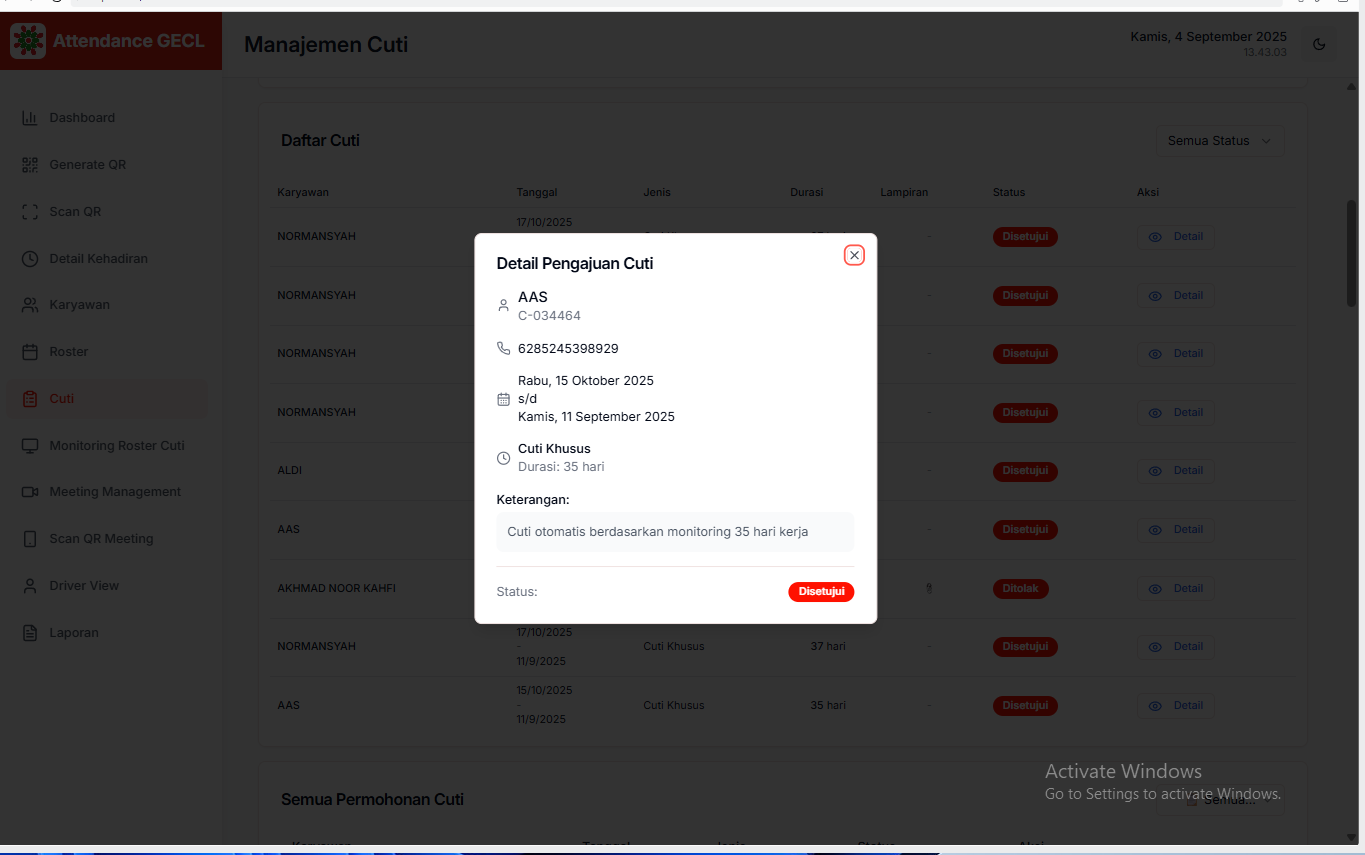 Attendance GECL
Manajemen Cuti
Kamis, 4 September 2025
13.43.03
Dashboard
Generate QR
Scan QR
Detail Kehadiran
Karyawan
Roster
Cuti
Monitoring Roster Cuti
Meeting Management
Scan QR Meeting
Driver View
Laporan
Daftar Cuti
Semua Status
Karyawan Tanggal Jenis Durasi Lampiran Status Aksi
17/10/2025
NORMANSYAH - Disetujui Detail
NORMANSYAH - Disetujui Detail
NORMANSYAH - Disetujui Detail
NORMANSYAH - Disetujui Detail
ALDI - Disetujui Detail
AAS - Disetujui Detail
AKHMAD NOOR KAHFI Ditolak Detail
17/10/2025
NORMANSYAH - Cuti Khusus 37 hari - Disetujui Detail
11/9/2025
15/10/2025
AAS - Cuti Khusus 35 hari - Disetujui Detail
11/9/2025
Detail Pengajuan Cuti
AAS
C-034464
6285245398929
Rabu, 15 Oktober 2025
s/d
Kamis, 11 September 2025
Cuti Khusus
Durasi: 35 hari
Keterangan:
Cuti otomatis berdasarkan monitoring 35 hari kerja
Status: Disetujui
Semua Permohonan Cuti
Semua...
Activate Windows
Go to Settings to activate Windows.